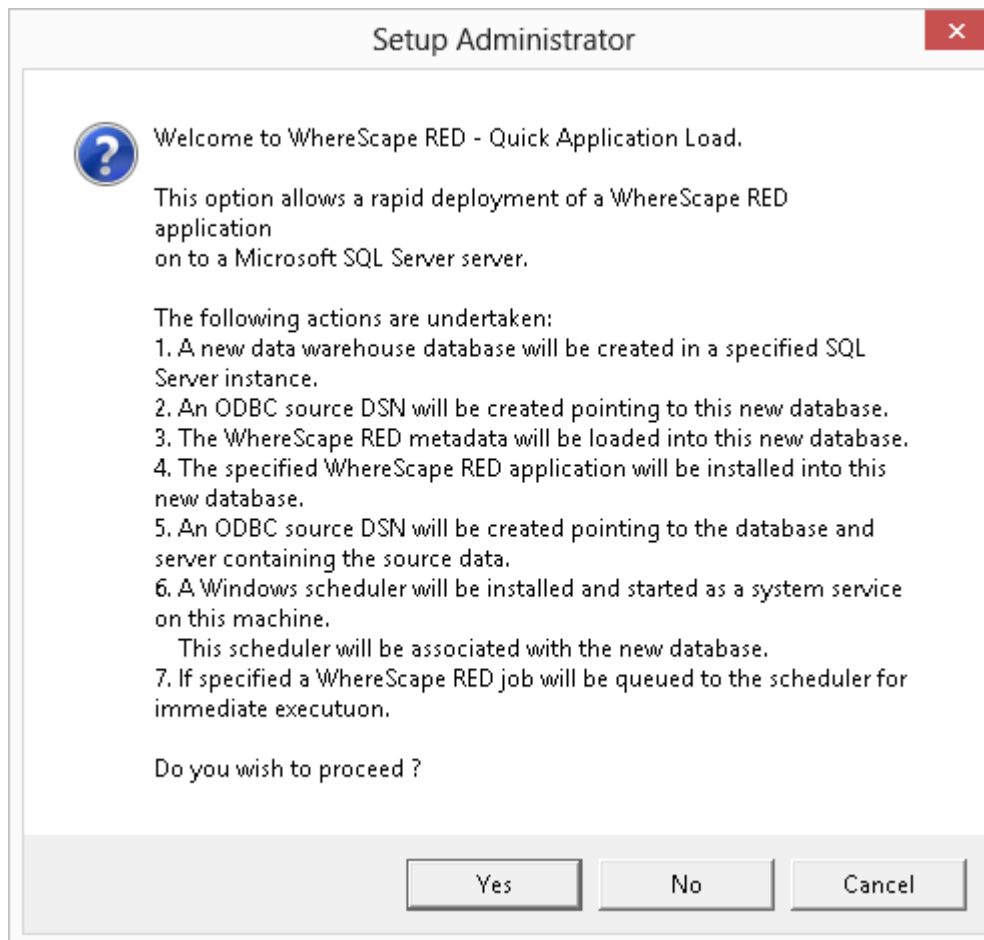 Setup Administrator
Welcome to WhereScape RED - Quick Application Load.
This option allows a rapid deployment of a WhereScape RED
application
on to a Microsoft SQL Server server.
The following actions are undertaken:
1. A new data warehouse database will be created in a specified SQL
Server instance.
2. An ODBC source DSN will be created pointing to this new database.
3. The WhereScape RED metadata will be loaded into this new database.
4. The specified WhereScape RED application will be installed into this
new database.
5. An ODBC source DSN will be created pointing to the database and
server containing the source data.
6. A Windows scheduler will be installed and started as a system service
on this machine.
This scheduler will be associated with the new database.
7. If specified a WhereScape RED job will be queued to the scheduler for
immediate executuon.
Do you wish to proceed ?
Yes No Cancel